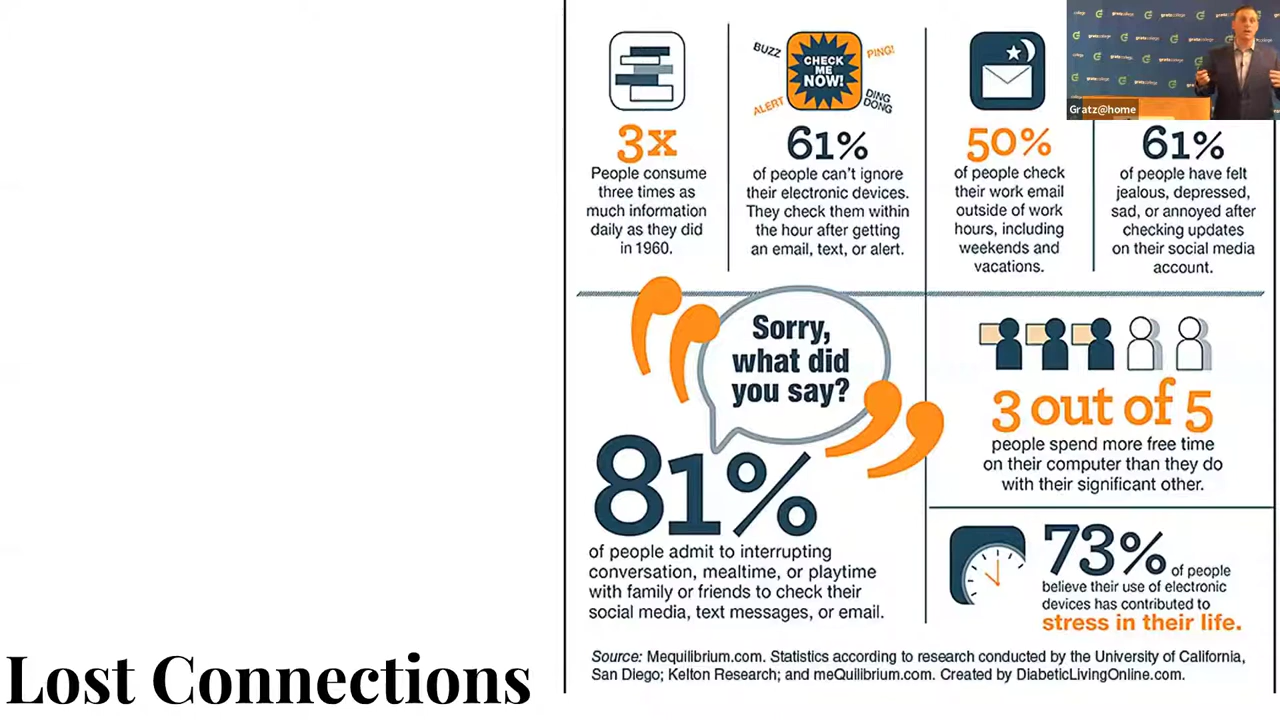 BUZZ
PING!
CHECK
ME
NOW!
ALERT
DING
DONG
gratzcollege
Gratz@home
3x
People consume
three times as
much information
daily as they did
in 1960.
61%
of people can't ignore
their electronic devices.
They check them within
the hour after getting
an email, text, or alert.
50%
of people check
their work email
outside of work
hours, including
weekends and
vacations.
61%
of people have felt
jealous, depressed,
sad, or annoyed after
checking updates
on their social media
account.
Sorry,
what did
you say?
81%
of people admit to interrupting
conversation, mealtime, or playtime
with family or friends to check their
social media, text messages, or email.
3 out of 5
people spend more free time
on their computer than they do
with their significant other.
73% of people
believe their use of electronic
devices has contributed to
stress in their life.
Source: Mequilibrium.com. Statistics according to research conducted by the University of California,
San Diego; Kelton Research; and meQuilibrium.com. Created by DiabeticLivingOnline.com.
Lost Connections